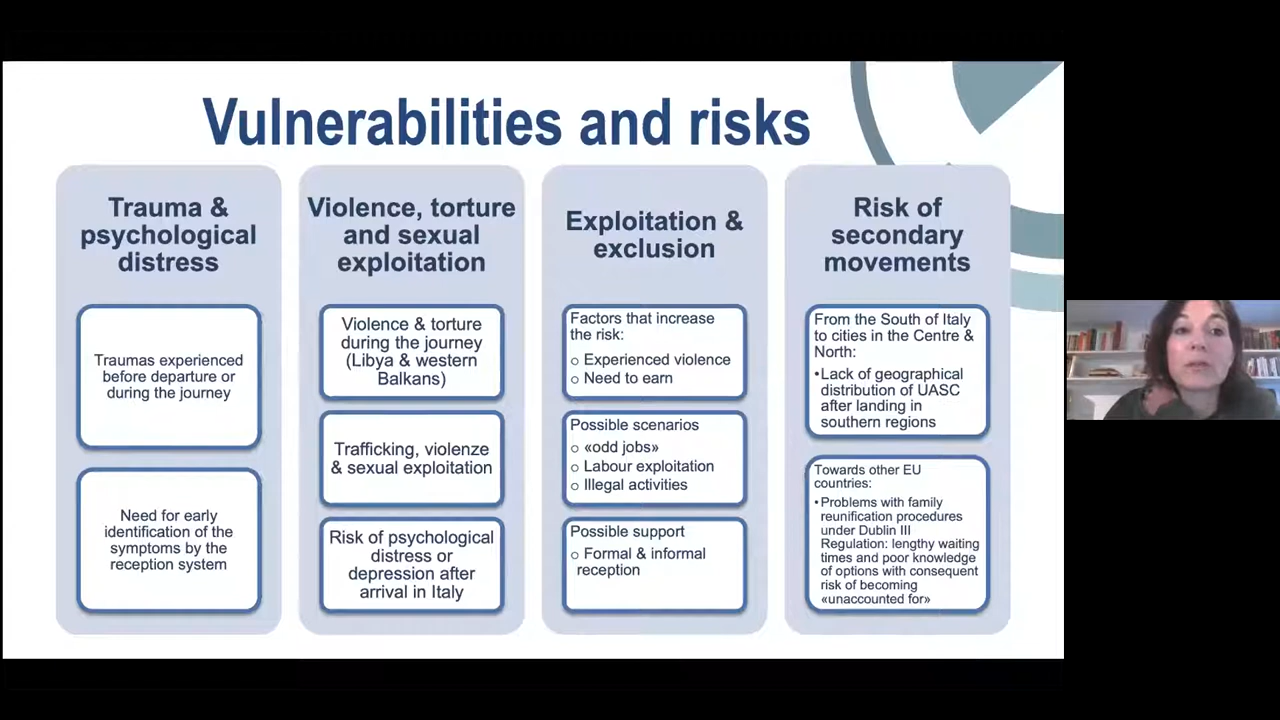 Vulnerabilities and risks
Trauma &
psychological
distress
Traumas experienced
before departure or
during the journey
Need for early
identification of the
symptoms by the
reception system
Violence, torture
and sexual
exploitation
Violence & torture
during the journey
(Libya & western
Balkans)
Trafficking, violenze
& sexual exploitation
Risk of psychological
distress or
depression after
arrival in Italy
Exploitation &
exclusion
Factors that increase
the risk:
o Experienced violence
o Need to earn
Possible scenarios
o «odd jobs»
o Labour exploitation
o Illegal activities
Possible support
o Formal & informal
reception
Risk of
secondary
movements
From the South of Italy
to cities in the Centre &
North:
•Lack of geographical
distribution of UASC
after landing in
southern regions
Towards other EU
countries:
•Problems with family
reunification procedures
under Dublin III
Regulation: lengthy waiting
times and poor knowledge
of options with consequent
risk of becoming
«unaccounted for»